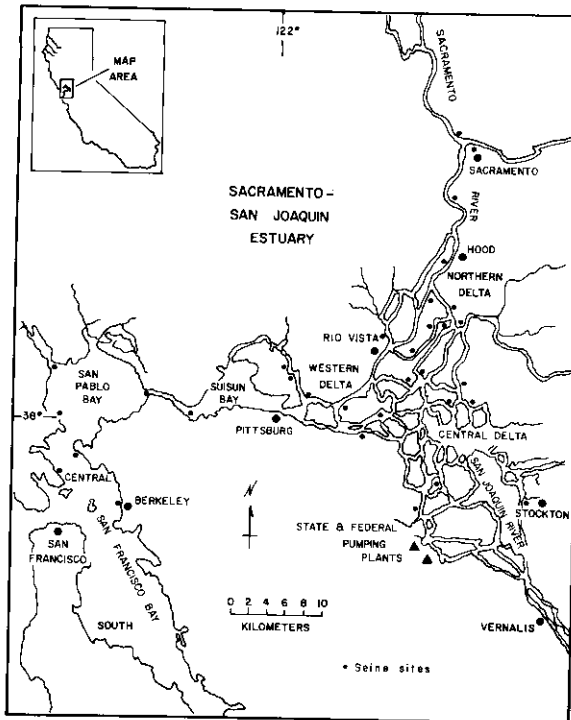 122°
MAP
AREA
SACRAMENTO
SACRAMENTO
RIVER
SACRAMENTO –
SAN JOAQUIN
ESTUARY
HOOD
NORTHERN
DELTA
RIO VISTA
WESTERN
DELTA
SAN
PABLO
BAY
SUISUN
BAY
38°
PITTSBURG
CENTRAL DELTA
CENTRAL
BERKELEY
SAN JOAQUIN
RIVER
STOCKTON
SAN
FRANCISCO
SAN FRANCISCO BAY
N
STATE & FEDERAL
PUMPING
PLANTS
0 2 4 6 8 10
KILOMETERS
SOUTH
VERNALIS
• Seine sites